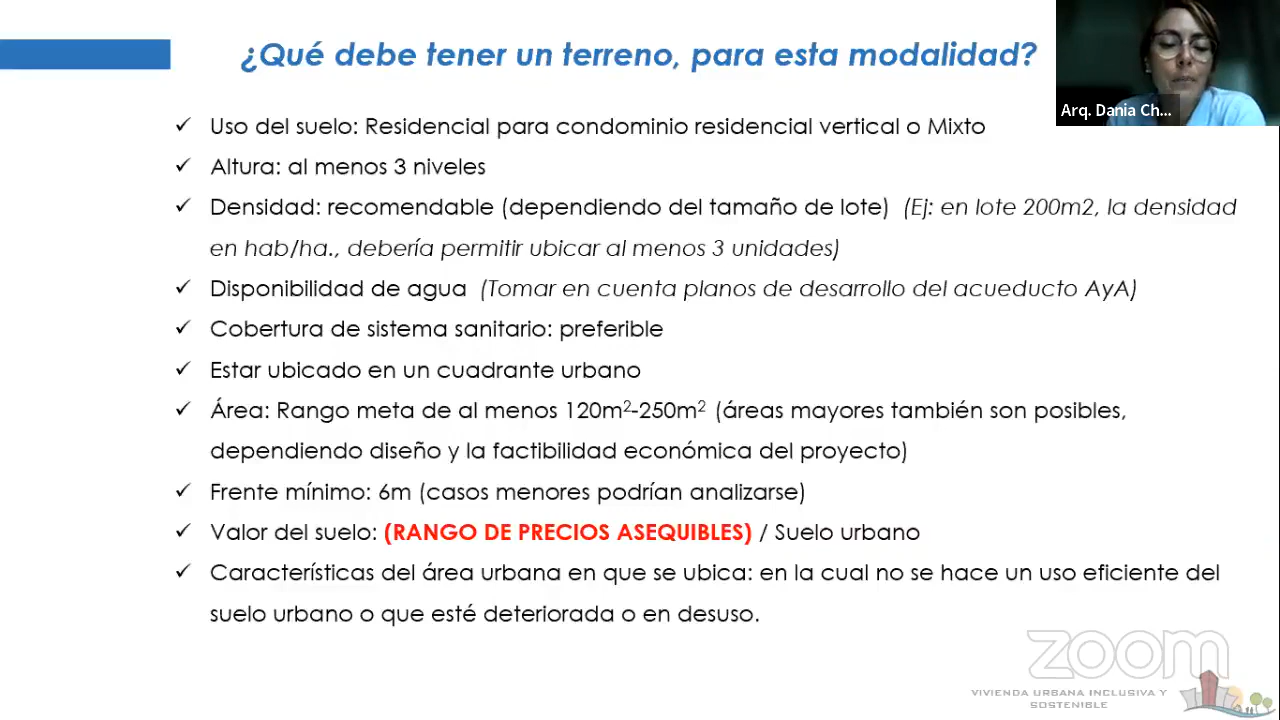 ¿Qué debe tener un terreno, para esta modalidad?
Arq. Dania Ch...
✓ Uso del suelo: Residencial para condominio residencial vertical o Mixto
✓ Altura: al menos 3 niveles
✓ Densidad: recomendable (dependiendo del tamaño de lote) (Ej: en lote 200m2, la densidad
en hab/ha., debería permitir ubicar al menos 3 unidades)
✓ Disponibilidad de agua (Tomar en cuenta planos de desarrollo del acueducto AyA)
✓ Cobertura de sistema sanitario: preferible
✓ Estar ubicado en un cuadrante urbano
✓ Área: Rango meta de al menos 120m²-250m² (áreas mayores también son posibles,
dependiendo diseño y la factibilidad económica del proyecto)
✓ Frente mínimo: 6m (casos menores podrían analizarse)
✓ Valor del suelo: (RANGO DE PRECIOS ASEQUIBLES) / Suelo urbano
✓ Características del área urbana en que se ubica: en la cual no se hace un uso eficiente del
suelo urbano o que esté deteriorada o en desuso.
zoom
VIVIENDA URBANA INCLUSIVA Y
SOSTENIBLE